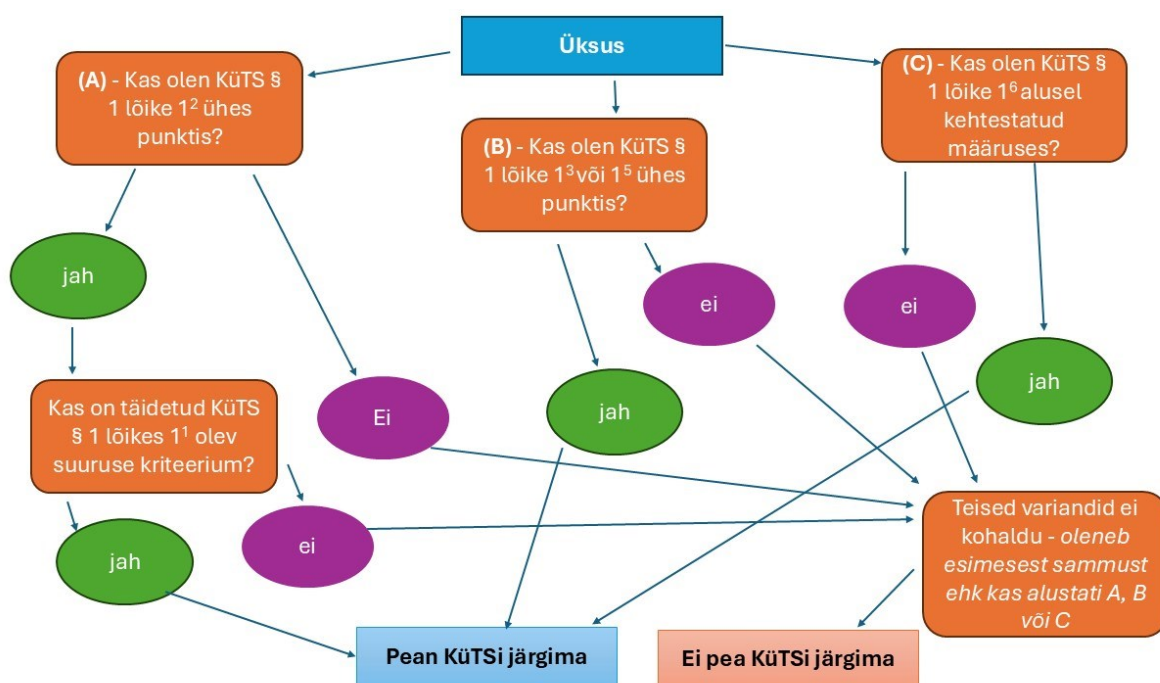 Üksus
(A) - Kas olen KüTS §
1 lõike 1² ühes
punktis?
(B) - Kas olen KüTS §
1 lõike 1³ või 1⁵ ühes
punktis?
(C) - Kas olen KüTS §
1 lõike 1⁶ alusel
kehtestatud
määruses?
jah
ei
ei
Kas on täidetud KüTS
§ 1 lõikes 1¹ olev
suuruse kriteerium?
Ei
jah
jah
jah
ei
Teised variandid ei
kohaldu - oleneb
esimesest sammust
ehk kas alustati A, B
või C
Pean KüTSi järgima
Ei pea KüTSi järgima